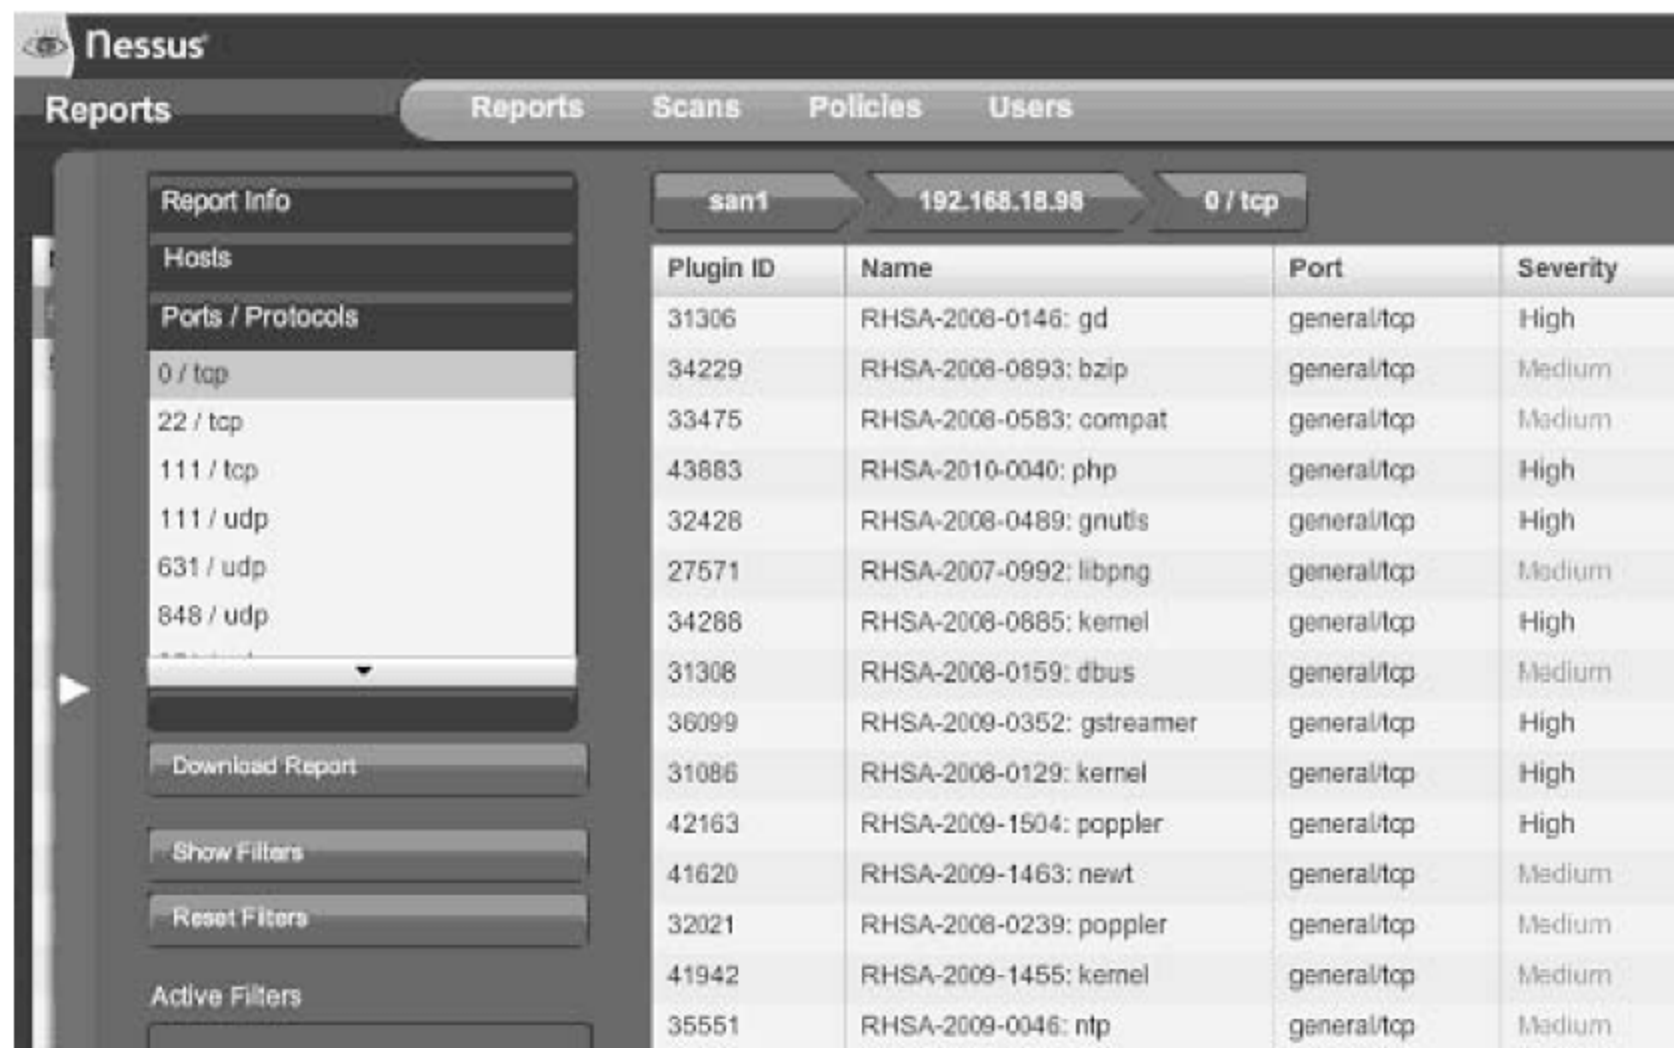 Nessus
Reports
Reports Scans Policies Users
Report Info
Hosts
Ports / Protocols
0 / tcp
22 / tcp
111 / tcp
111 / udp
631 / udp
848 / udp
Download Report
Show Filters
Reset Filters
Active Filters
san1 192.168.18.98 0 / tcp
Plugin ID Name Port Severity
31306 RHSA-2008-0146: gd general/tcp High
34229 RHSA-2008-0893: bzip general/tcp Medium
33475 RHSA-2008-0583: compat general/tcp Medium
43883 RHSA-2010-0040: php general/tcp High
32428 RHSA-2008-0489: gnutls general/tcp High
27571 RHSA-2007-0992: libpng general/tcp Medium
34288 RHSA-2008-0885: kernel general/tcp High
31308 RHSA-2008-0159: dbus general/tcp Medium
36099 RHSA-2009-0352: gstreamer general/tcp High
31086 RHSA-2008-0129: kernel general/tcp High
42163 RHSA-2009-1504: poppler general/tcp High
41620 RHSA-2009-1463: newt general/tcp Medium
32021 RHSA-2008-0239: poppler general/tcp Medium
41942 RHSA-2009-1455: kernel general/tcp Medium
35551 RHSA-2009-0046: ntp general/tcp Medium